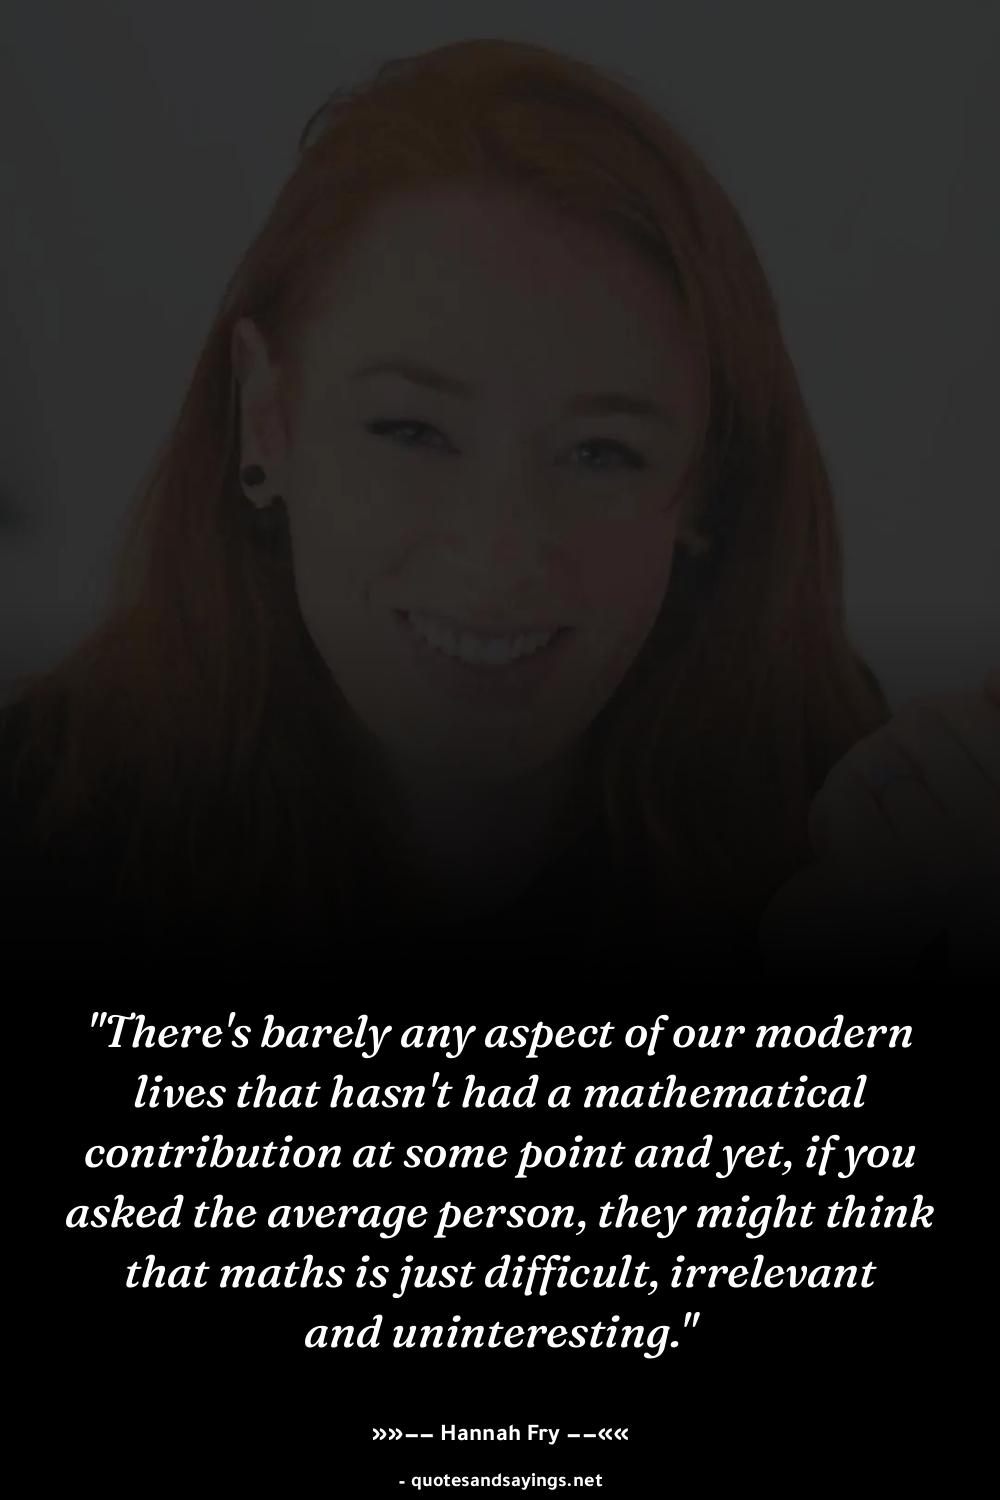 "There's barely any aspect of our modern
lives that hasn't had a mathematical
contribution at some point and yet, if you
asked the average person, they might think
that maths is just difficult, irrelevant
and uninteresting."
»»−− Hannah Fry −−««
- quotesandsayings.net